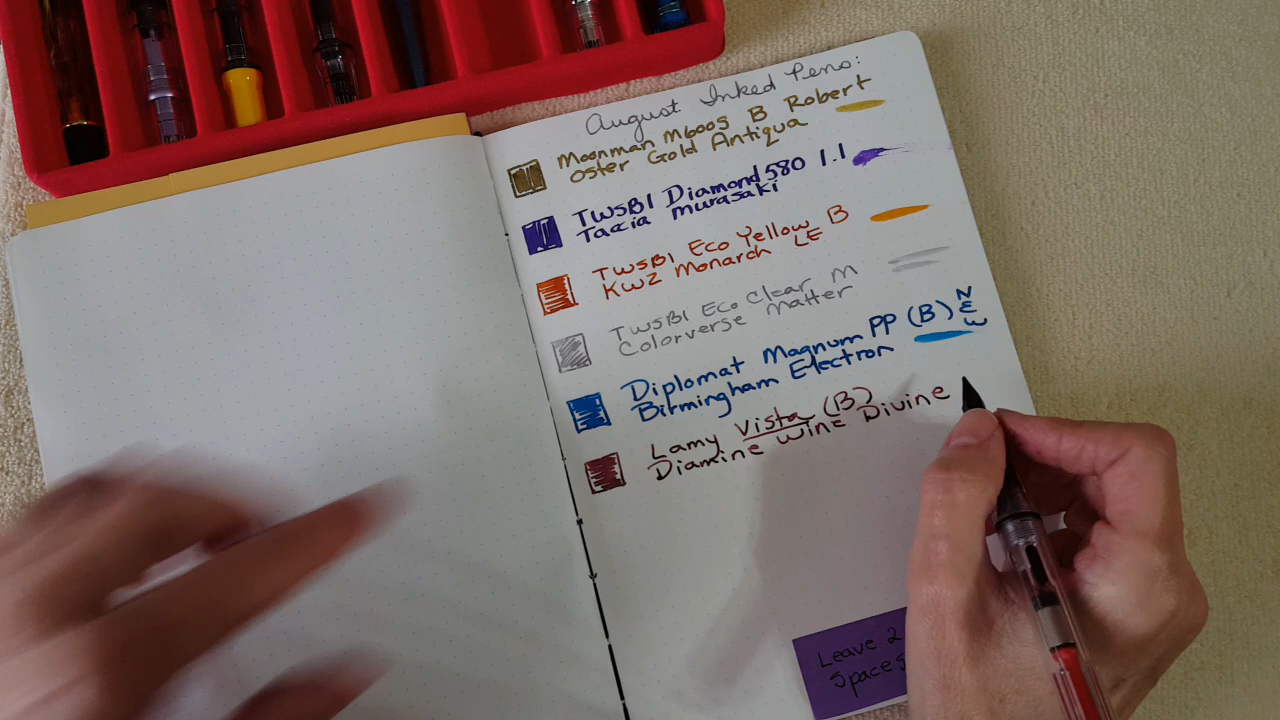 August Inked Pens:
Moonman M600S B Robert
Oster Gold Antiqua
TWSBI Diamond 580 1.1
Taccia Murasaki
TWSBI Eco Yellow B
KWZ Monarch LE
TWSBI Eco Clear M
Colorverse Matter
Diplomat Magnum PP (B) NEW
Birmingham Electron
Lamy Vista (B)
Diamine Wine Divine
Leave 2
Spaces